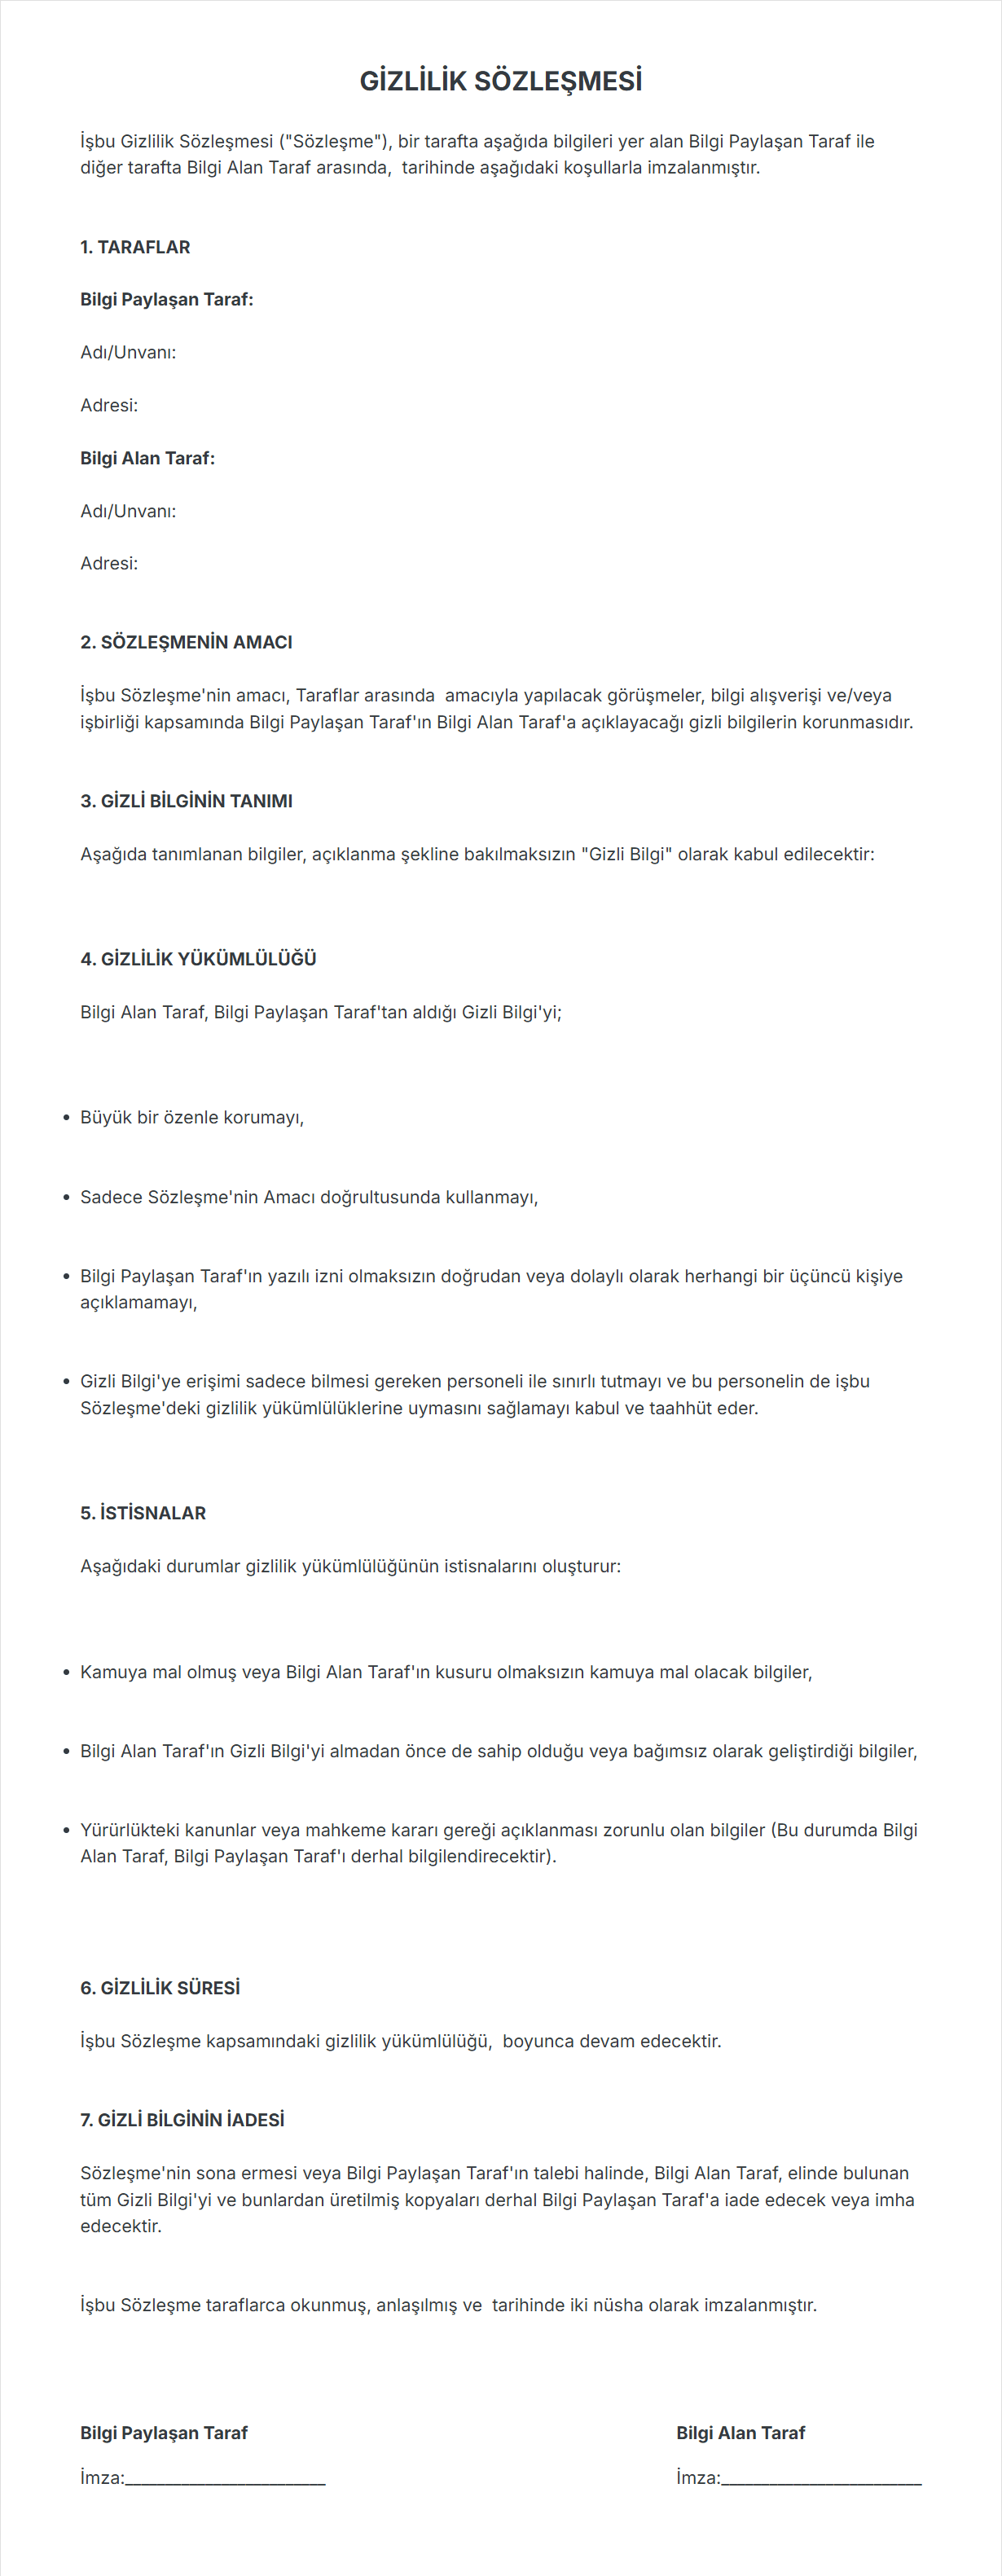 GİZLİLİK SÖZLEŞMESİ
İşbu Gizlilik Sözleşmesi ("Sözleşme"), bir tarafta aşağıda bilgileri yer alan Bilgi Paylaşan Taraf ile
diğer tarafta Bilgi Alan Taraf arasında,  tarihinde aşağıdaki koşullarla imzalanmıştır.
1. TARAFLAR
Bilgi Paylaşan Taraf:
Adı/Unvanı:
Adresi:
Bilgi Alan Taraf:
Adı/Unvanı:
Adresi:
2. SÖZLEŞMENİN AMACI
İşbu Sözleşme'nin amacı, Taraflar arasında  amacıyla yapılacak görüşmeler, bilgi alışverişi ve/veya
işbirliği kapsamında Bilgi Paylaşan Taraf'ın Bilgi Alan Taraf'a açıklayacağı gizli bilgilerin korunmasıdır.
3. GİZLİ BİLGİNİN TANIMI
Aşağıda tanımlanan bilgiler, açıklanma şekline bakılmaksızın "Gizli Bilgi" olarak kabul edilecektir:
4. GİZLİLİK YÜKÜMLÜLÜĞÜ
Bilgi Alan Taraf, Bilgi Paylaşan Taraf'tan aldığı Gizli Bilgi'yi;
• Büyük bir özenle korumayı,
• Sadece Sözleşme'nin Amacı doğrultusunda kullanmayı,
• Bilgi Paylaşan Taraf'ın yazılı izni olmaksızın doğrudan veya dolaylı olarak herhangi bir üçüncü kişiye
açıklamamayı,
• Gizli Bilgi'ye erişimi sadece bilmesi gereken personeli ile sınırlı tutmayı ve bu personelin de işbu
Sözleşme'deki gizlilik yükümlülüklerine uymasını sağlamayı kabul ve taahhüt eder.
5. İSTİSNALAR
Aşağıdaki durumlar gizlilik yükümlülüğünün istisnalarını oluşturur:
• Kamuya mal olmuş veya Bilgi Alan Taraf'ın kusuru olmaksızın kamuya mal olacak bilgiler,
• Bilgi Alan Taraf'ın Gizli Bilgi'yi almadan önce de sahip olduğu veya bağımsız olarak geliştirdiği bilgiler,
• Yürürlükteki kanunlar veya mahkeme kararı gereği açıklanması zorunlu olan bilgiler (Bu durumda Bilgi
Alan Taraf, Bilgi Paylaşan Taraf'ı derhal bilgilendirecektir).
6. GİZLİLİK SÜRESİ
İşbu Sözleşme kapsamındaki gizlilik yükümlülüğü,  boyunca devam edecektir.
7. GİZLİ BİLGİNİN İADESİ
Sözleşme'nin sona ermesi veya Bilgi Paylaşan Taraf'ın talebi halinde, Bilgi Alan Taraf, elinde bulunan
tüm Gizli Bilgi'yi ve bunlardan üretilmiş kopyaları derhal Bilgi Paylaşan Taraf'a iade edecek veya imha
edecektir.
İşbu Sözleşme taraflarca okunmuş, anlaşılmış ve  tarihinde iki nüsha olarak imzalanmıştır.
Bilgi Paylaşan Taraf Bilgi Alan Taraf
İmza:_________________________ İmza:_________________________